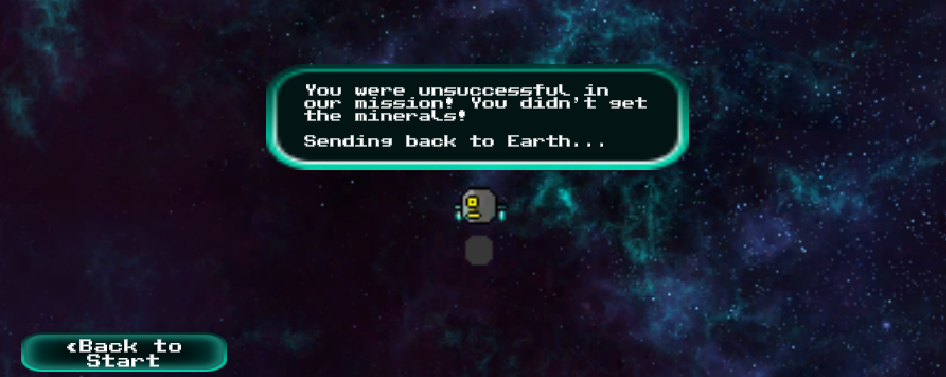 You were unsuccessful in
our mission! You didn't get
the minerals!
Sending back to Earth...
<Back to
Start